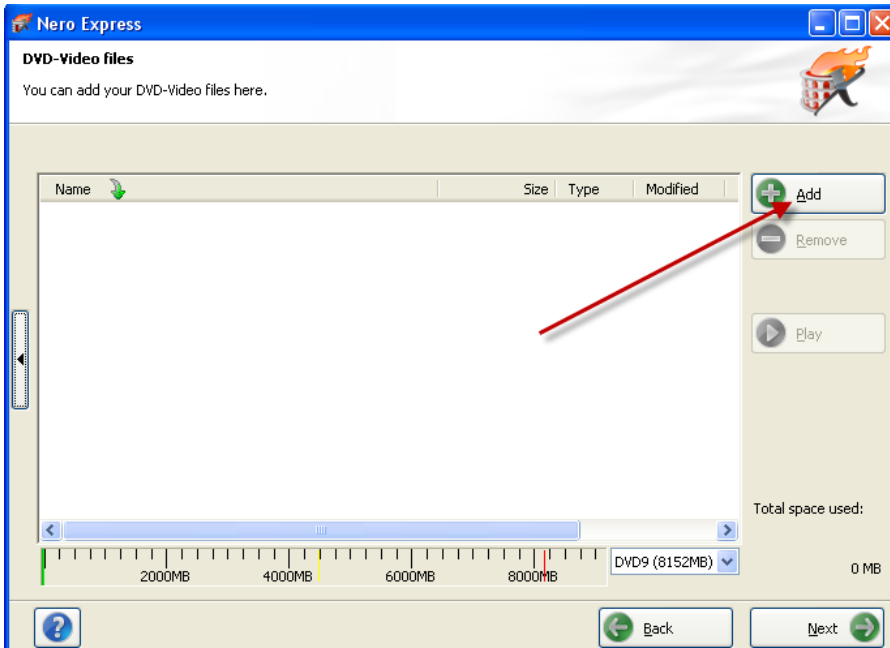 Nero Express
DVD-Video files
You can add your DVD-Video files here.
Name Size Type Modified
Add
Remove
Play
Total space used:
2000MB 4000MB 6000MB 8000MB
DVD9 (8152MB)
0 MB
? Back Next